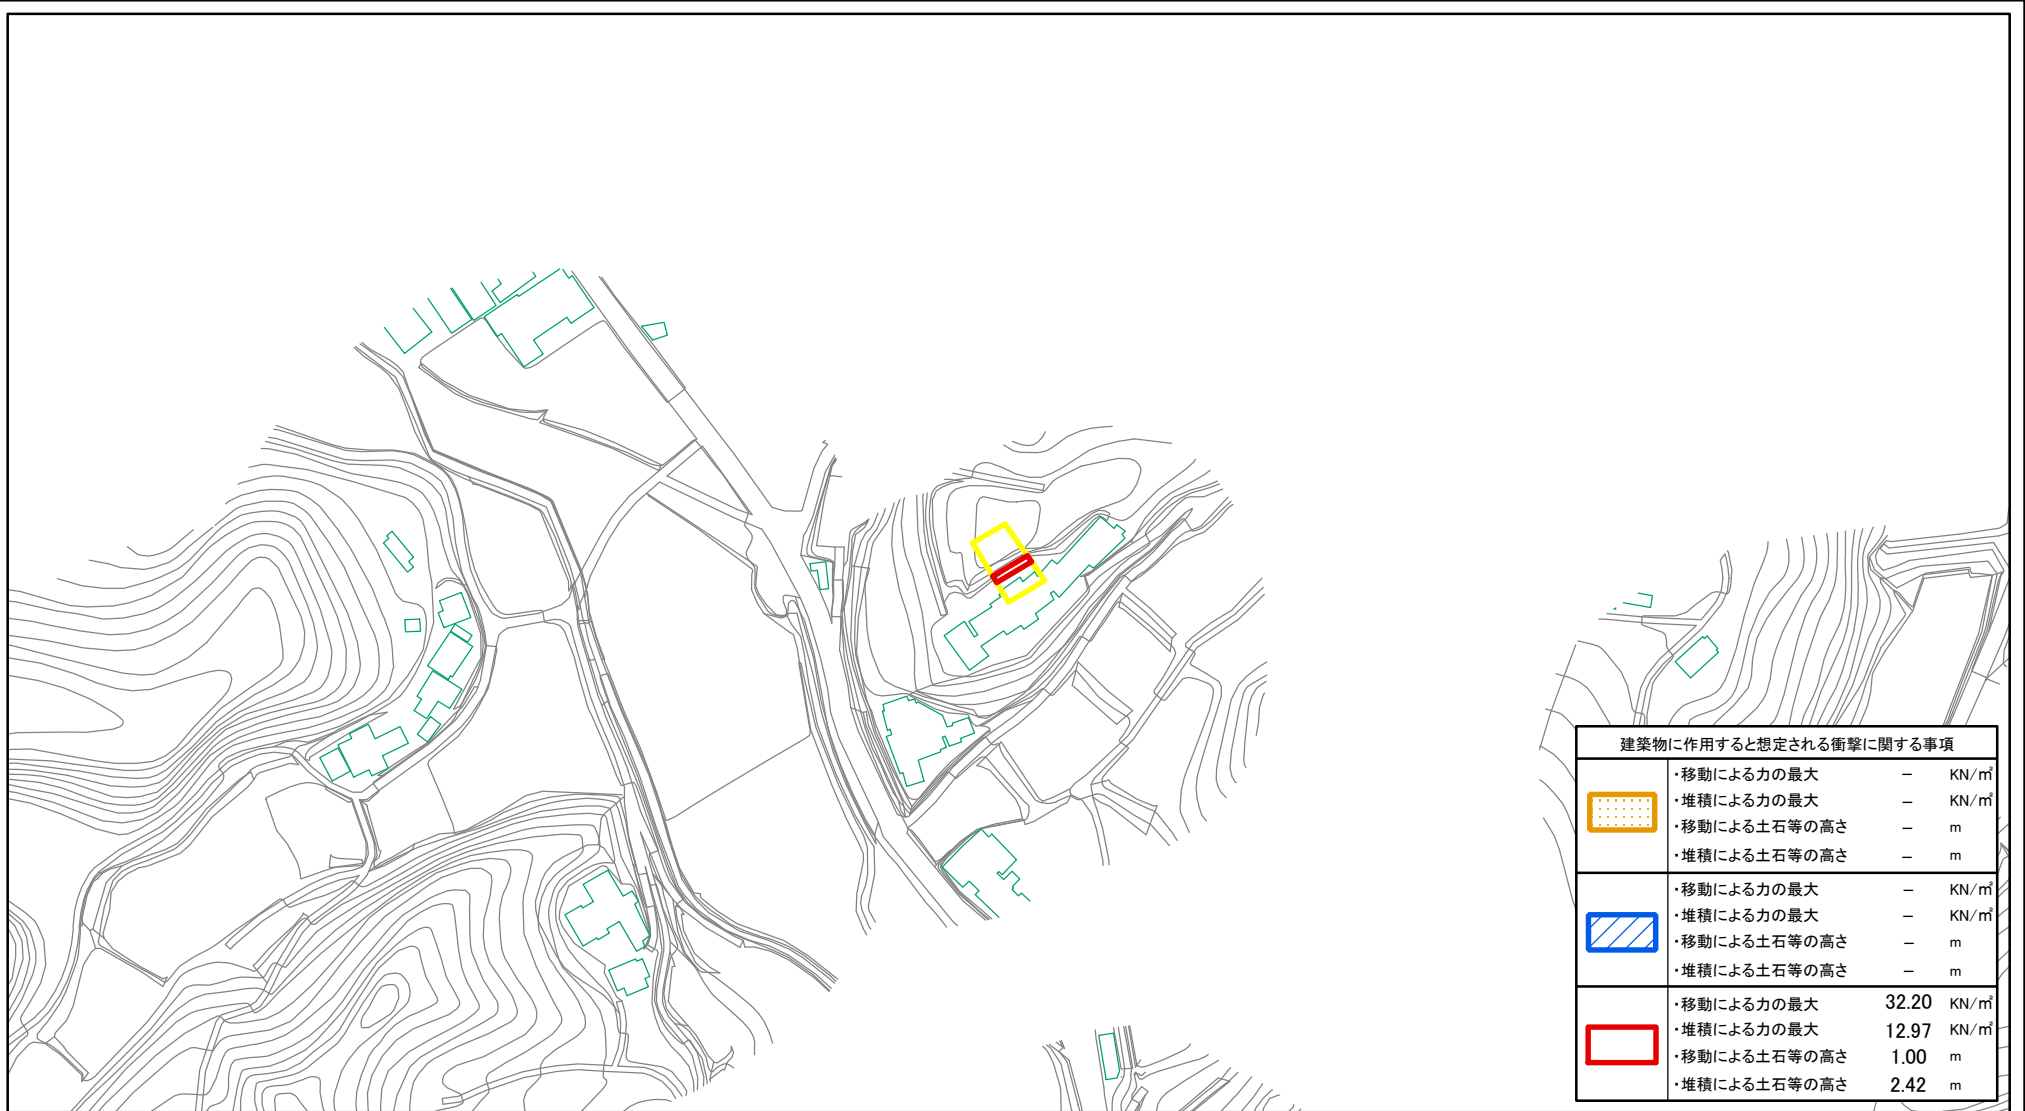 建築物に作用すると想定される衝撃に関する事項
・移動による力の最大 － KN/㎡
・堆積による力の最大 － KN/㎡
・移動による土石等の高さ － m
・堆積による土石等の高さ － m
・移動による力の最大 － KN/㎡
・堆積による力の最大 － KN/㎡
・移動による土石等の高さ － m
・堆積による土石等の高さ － m
・移動による力の最大 32.20 KN/㎡
・堆積による力の最大 12.97 KN/㎡
・移動による土石等の高さ 1.00 m
・堆積による土石等の高さ 2.42 m